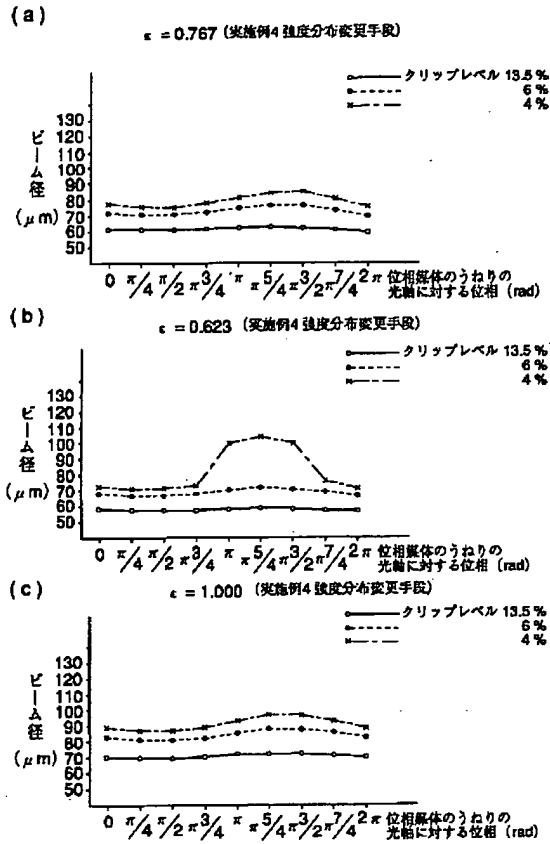 (a)
ε = 0.767 (実施例4 強度分布変更手段)
クリップレベル 13.5 %
6 %
4 %
ビーム径
(μm)
130
120
110
100
90
80
70
60
50
0 π/4 π/2 π3/4 π π5/4 π3/2 π7/4 2π
位相媒体のうねりの
光軸に対する位相 (rad)
(b)
ε = 0.623 (実施例4 強度分布変更手段)
クリップレベル 13.5 %
6 %
4 %
ビーム径
(μm)
130
120
110
100
90
80
70
60
50
0 π/4 π/2 π3/4 π π5/4 π3/2 π7/4 2π
位相媒体のうねりの
光軸に対する位相 (rad)
(c)
ε = 1.000 (実施例4 強度分布変更手段)
クリップレベル 13.5 %
6 %
4 %
ビーム径
(μm)
130
120
110
100
90
80
70
60
50
0 π/4 π/2 π3/4 π π5/4 π3/2 π7/4 2π
位相媒体のうねりの
光軸に対する位相 (rad)